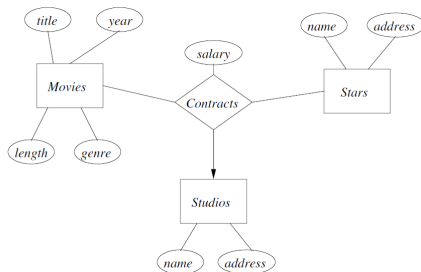 title
year
name
address
salary
Movies
Contracts
Stars
length
genre
Studios
name
address